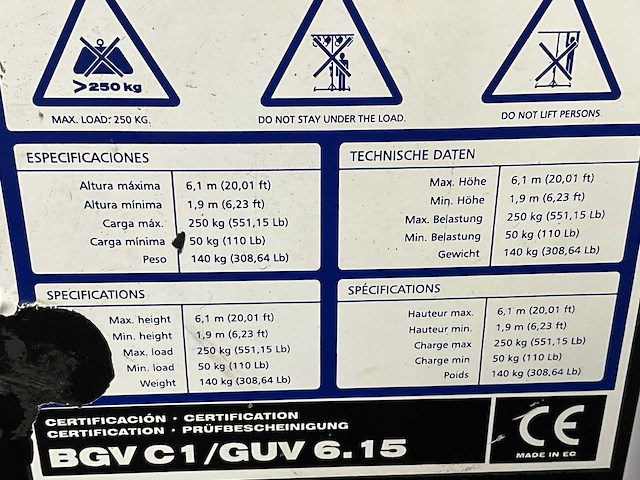 >250 kg
MAX. LOAD: 250 KG.
DO NOT STAY UNDER THE LOAD.
DO NOT LIFT PERSONS
ESPECIFICACIONES
Altura máxima 6,1 m (20,01 ft)
Altura mínima 1,9 m (6,23 ft)
Carga máx. 250 kg (551,15 Lb)
Carga mínima 50 kg (110 Lb)
Peso 140 kg (308,64 Lb)
TECHNISCHE DATEN
Max. Höhe 6,1 m (20,01 ft)
Min. Höhe 1,9 m (6,23 ft)
Max. Belastung 250 kg (551,15 Lb)
Min. Belastung 50 kg (110 Lb)
Gewicht 140 kg (308,64 Lb)
SPECIFICATIONS
Max. height 6,1 m (20,01 ft)
Min. height 1,9 m (6,23 ft)
Max. load 250 kg (551,15 Lb)
Min. load 50 kg (110 Lb)
Weight 140 kg (308,64 Lb)
SPÉCIFICATIONS
Hauteur max. 6,1 m (20,01 ft)
Hauteur min. 1,9 m (6,23 ft)
Charge max 250 kg (551,15 Lb)
Charge min 50 kg (110 Lb)
Poids 140 kg (308,64 Lb)
CERTIFICACIÓN · CERTIFICATION
CERTIFICATION · PRÜFBESCHEINIGUNG
BGV C1/GUV 6.15
CE
MADE IN EC